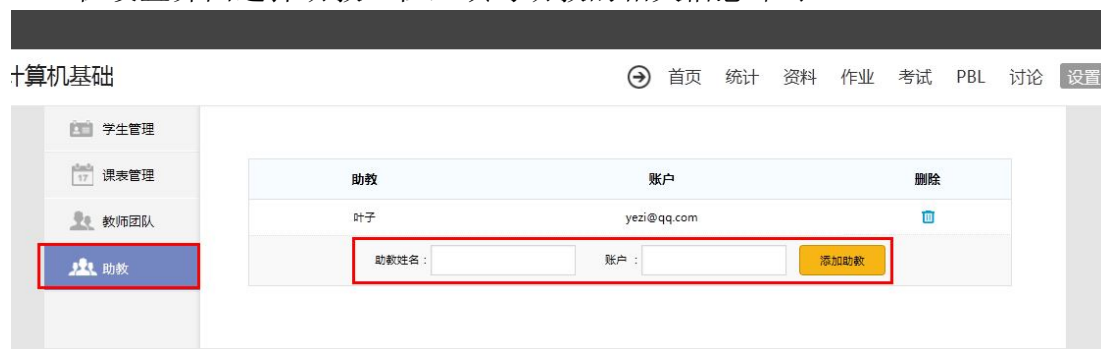 计算机基础 首页 统计 资料 作业 考试 PBL 讨论 设置
学生管理
17 课表管理
助教 账户 删除
叶子 yezi@qq.com
教师团队
助教姓名： 账户 ： 添加助教
助教